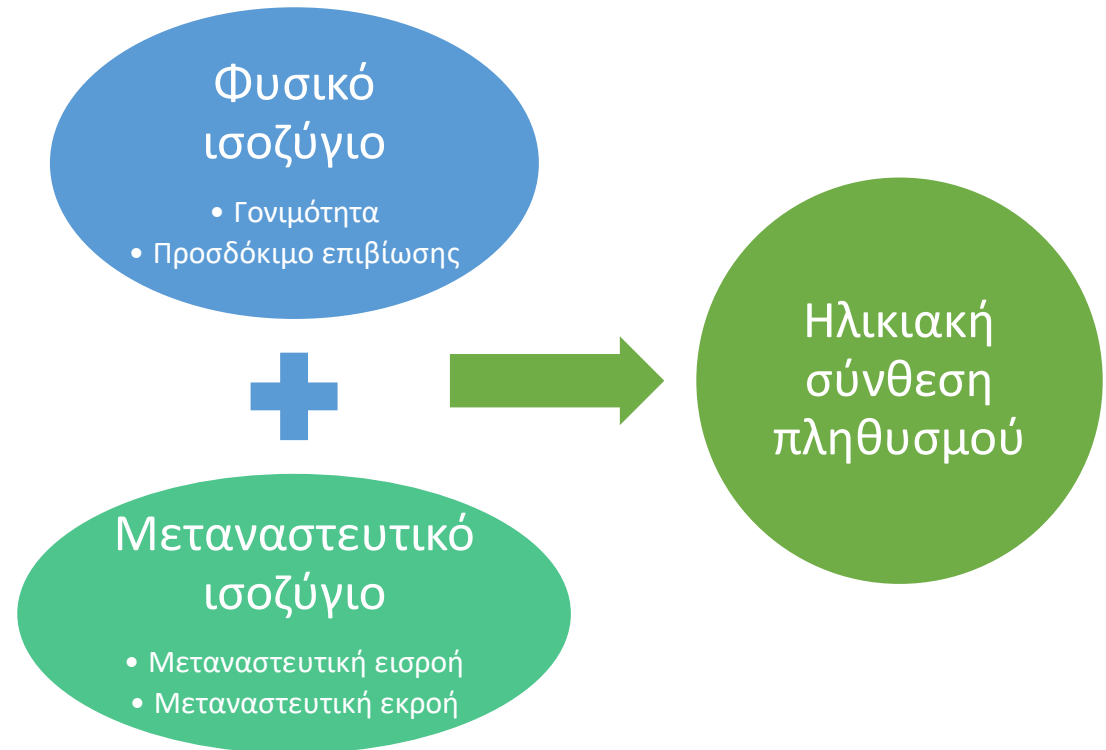 Φυσικό
ισοζύγιο
• Γονιμότητα
• Προσδόκιμο επιβίωσης
Μεταναστευτικό
ισοζύγιο
• Μεταναστευτική εισροή
• Μεταναστευτική εκροή
Ηλικιακή
σύνθεση
πληθυσμού